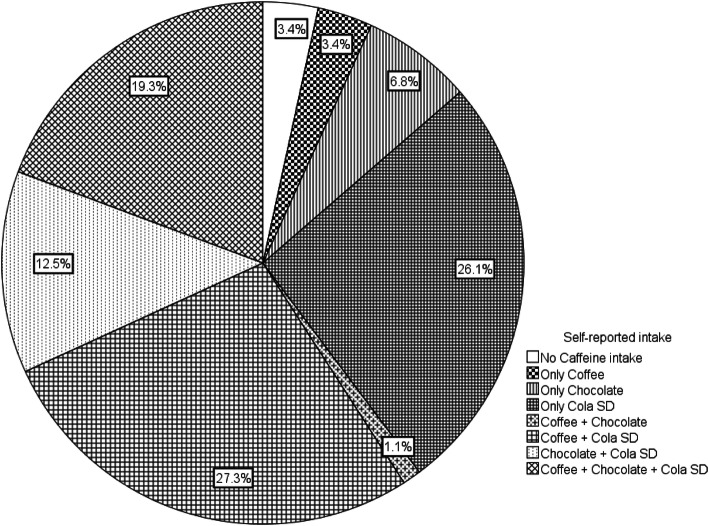 3.4%
3.4%
6.8%
19.3%
26.1%
12.5%
1.1%
27.3%
Self-reported intake
No Caffeine intake
Only Coffee
Only Chocolate
Only Cola SD
Coffee + Chocolate
Coffee + Cola SD
Chocolate + Cola SD
Coffee + Chocolate + Cola SD